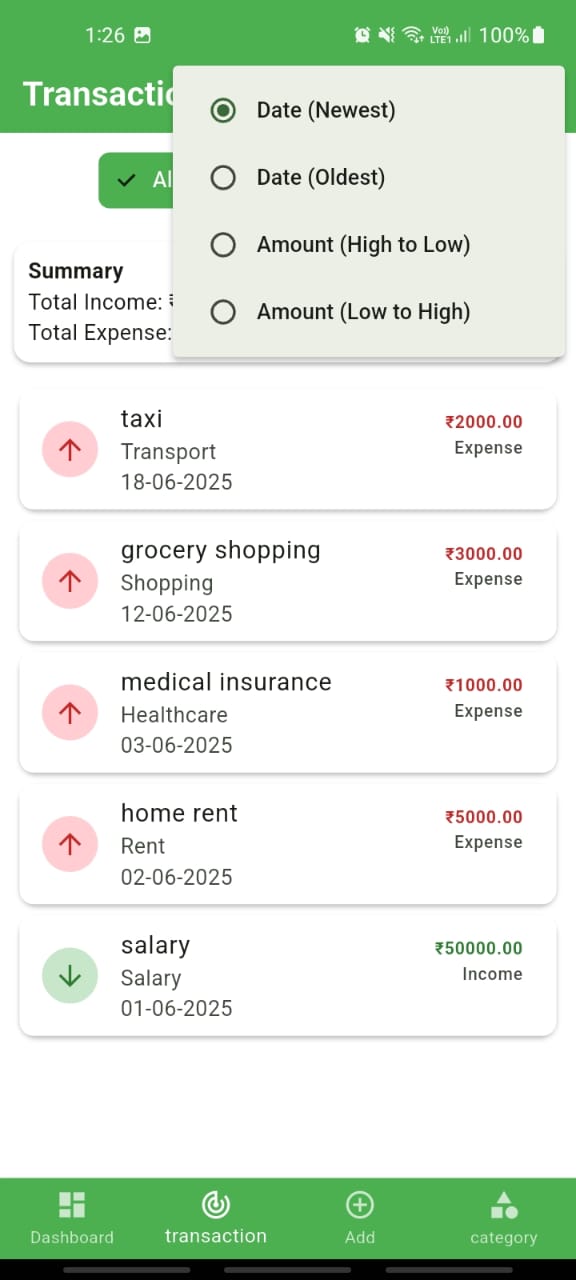 1:26 Vo)) LTE1 100%
Transactio
Date (Newest)
Date (Oldest)
Amount (High to Low)
Amount (Low to High)
Al
Summary
Total Income: ₹
Total Expense:
taxi ₹2000.00
Transport Expense
18-06-2025
grocery shopping ₹3000.00
Shopping Expense
12-06-2025
medical insurance ₹1000.00
Healthcare Expense
03-06-2025
home rent ₹5000.00
Rent Expense
02-06-2025
salary ₹50000.00
Salary Income
01-06-2025
Dashboard transaction Add category